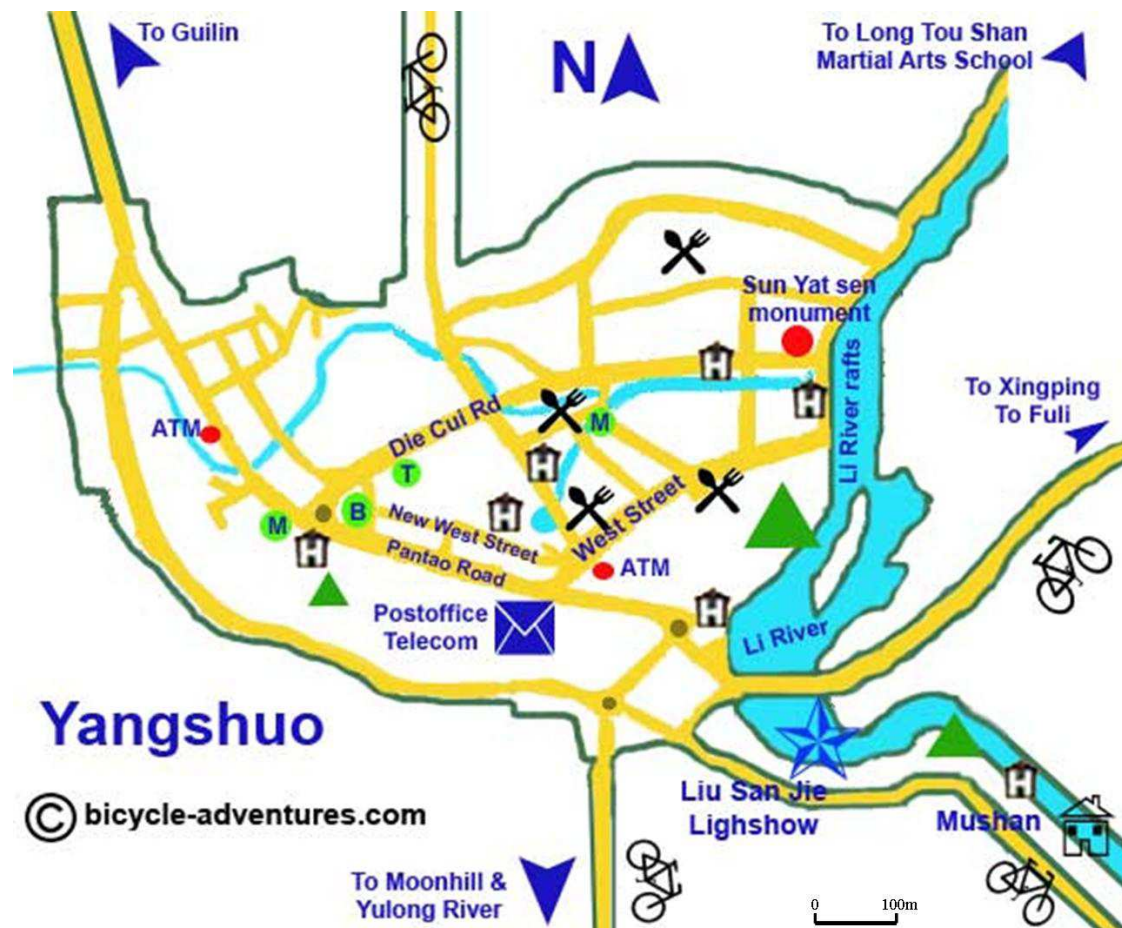 To Guilin
N
To Long Tou Shan
Martial Arts School
Sun Yat sen
monument
Li River rafts
To Xingping
To Fuli
ATM
Die Cui Rd
M
T
B
M
New West Street
West Street
Pantao Road
ATM
Postoffice
Telecom
Li River
Yangshuo
Liu San Jie
Lighshow
Mushan
© bicycle-adventures.com
To Moonhill &
Yulong River
0 100m
H
H
H
H
H
H
H